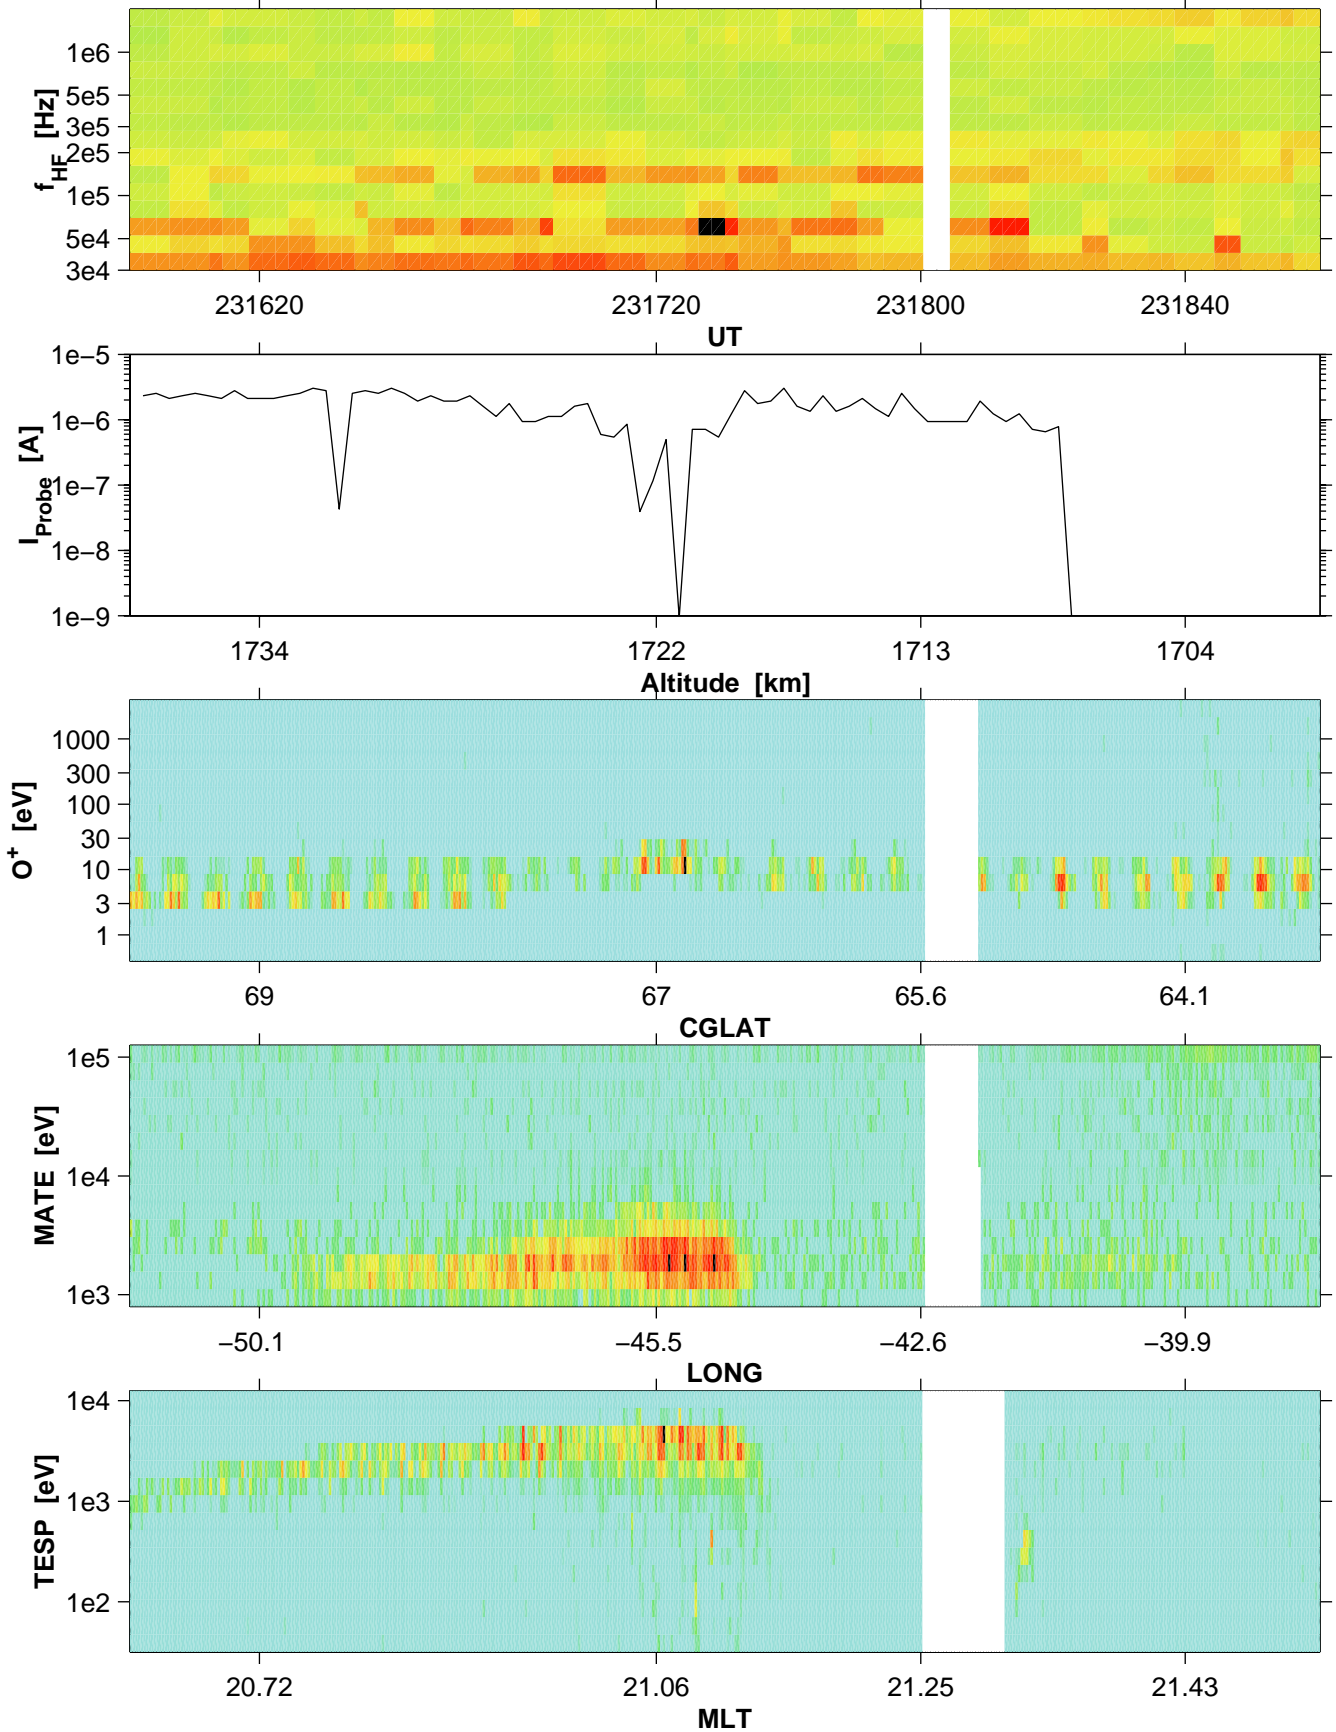 1e6
5e5
3e5
2e5
1e5
5e4
3e4
f_HF [Hz]
231620 231720 231800 231840
UT
1e−5
1e−6
1e−7
1e−8
1e−9
I_Probe [A]
1734 1722 1713 1704
Altitude [km]
1000
300
100
30
10
3
1
O⁺ [eV]
69 67 65.6 64.1
CGLAT
1e5
1e4
1e3
MATE [eV]
−50.1 −45.5 −42.6 −39.9
LONG
1e4
1e3
1e2
TESP [eV]
20.72 21.06 21.25 21.43
MLT